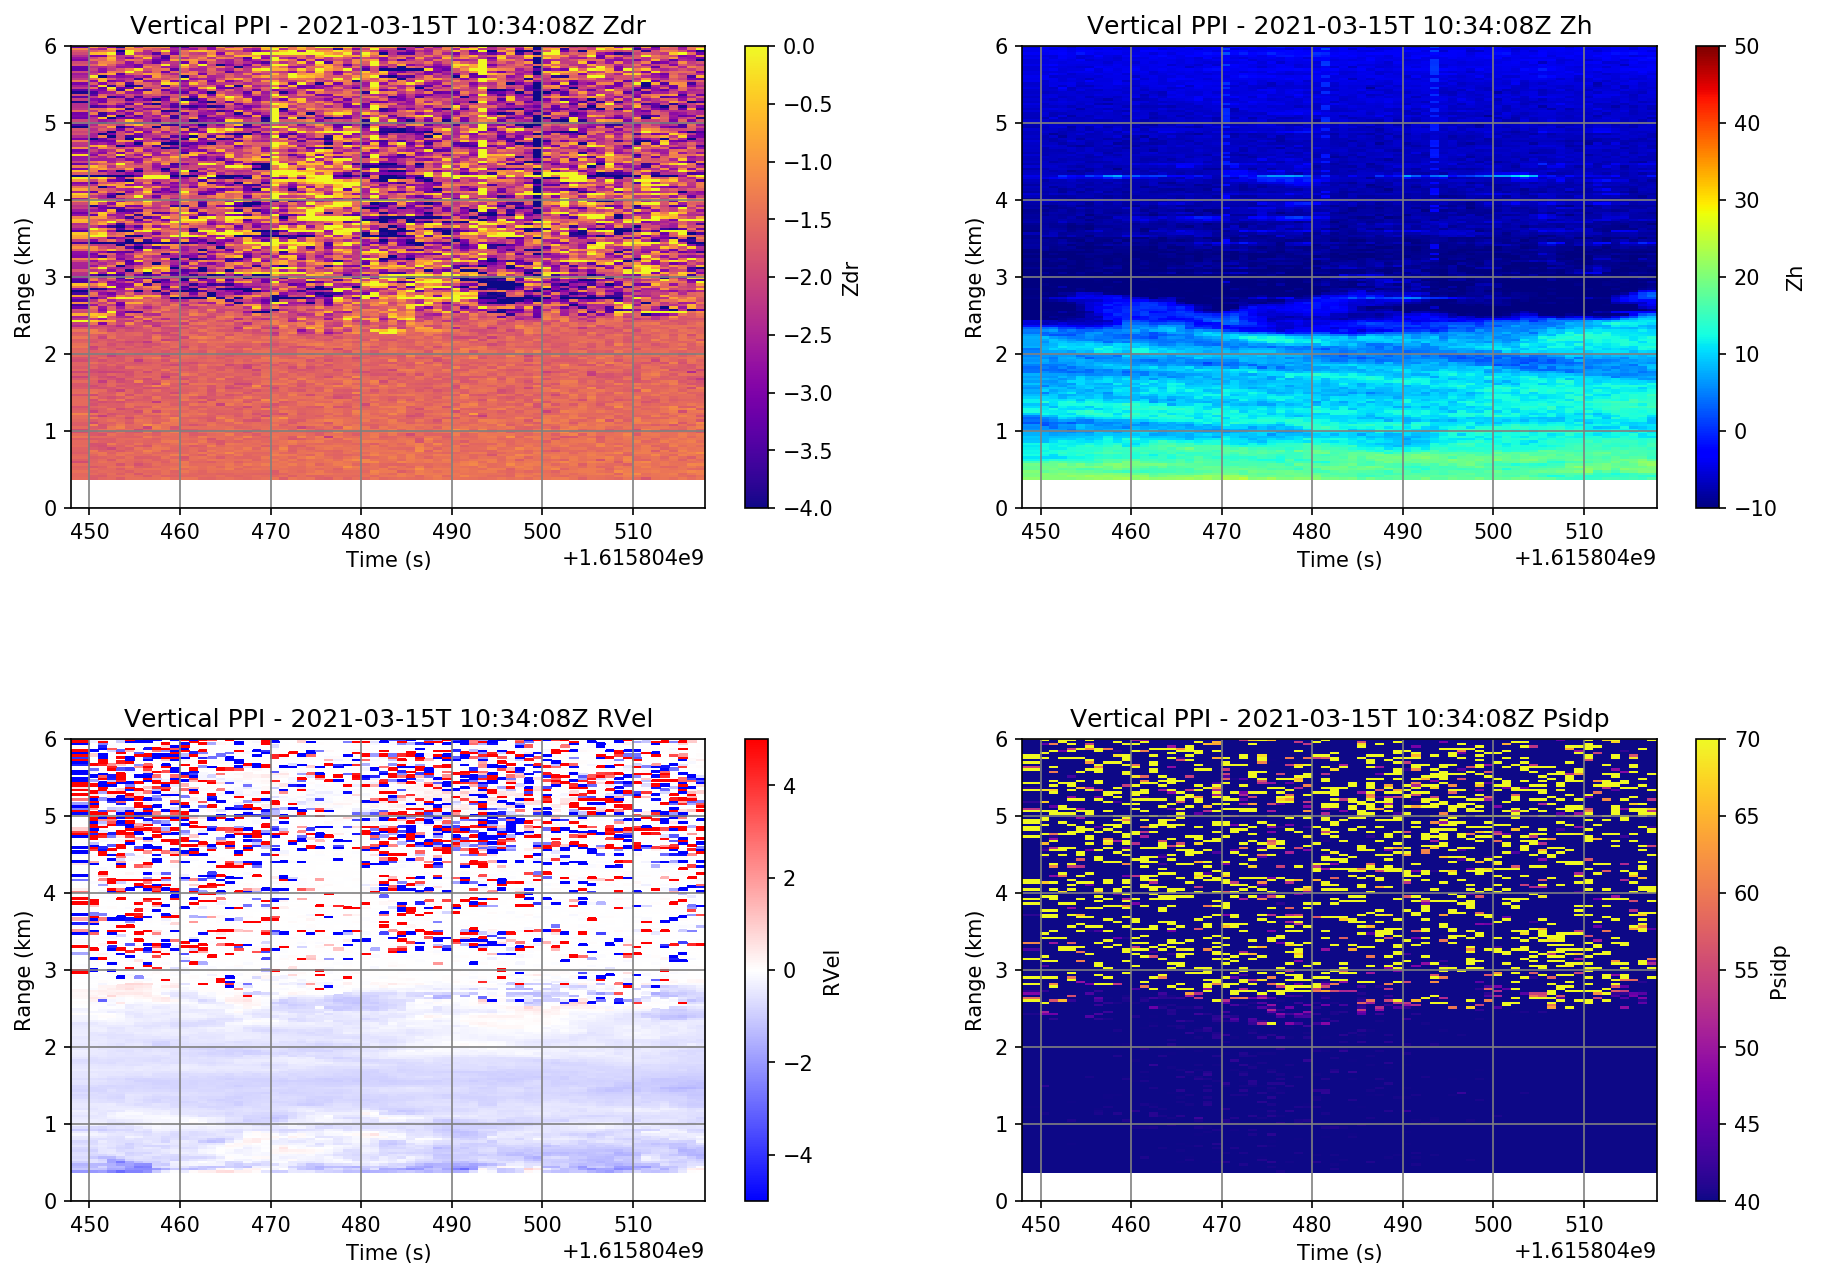 Vertical PPI - 2021-03-15T 10:34:08Z Zdr
6
5
4
3
2
1
0
Range (km)
450 460 470 480 490 500 510
Time (s)
+1.615804e9
0.0
−0.5
−1.0
−1.5
−2.0
−2.5
−3.0
−3.5
−4.0
Zdr
Vertical PPI - 2021-03-15T 10:34:08Z Zh
6
5
4
3
2
1
0
Range (km)
450 460 470 480 490 500 510
Time (s)
+1.615804e9
50
40
30
20
10
0
−10
Zh
Vertical PPI - 2021-03-15T 10:34:08Z RVel
6
5
4
3
2
1
0
Range (km)
450 460 470 480 490 500 510
Time (s)
+1.615804e9
4
2
0
−2
−4
RVel
Vertical PPI - 2021-03-15T 10:34:08Z Psidp
6
5
4
3
2
1
0
Range (km)
450 460 470 480 490 500 510
Time (s)
+1.615804e9
70
65
60
55
50
45
40
Psidp